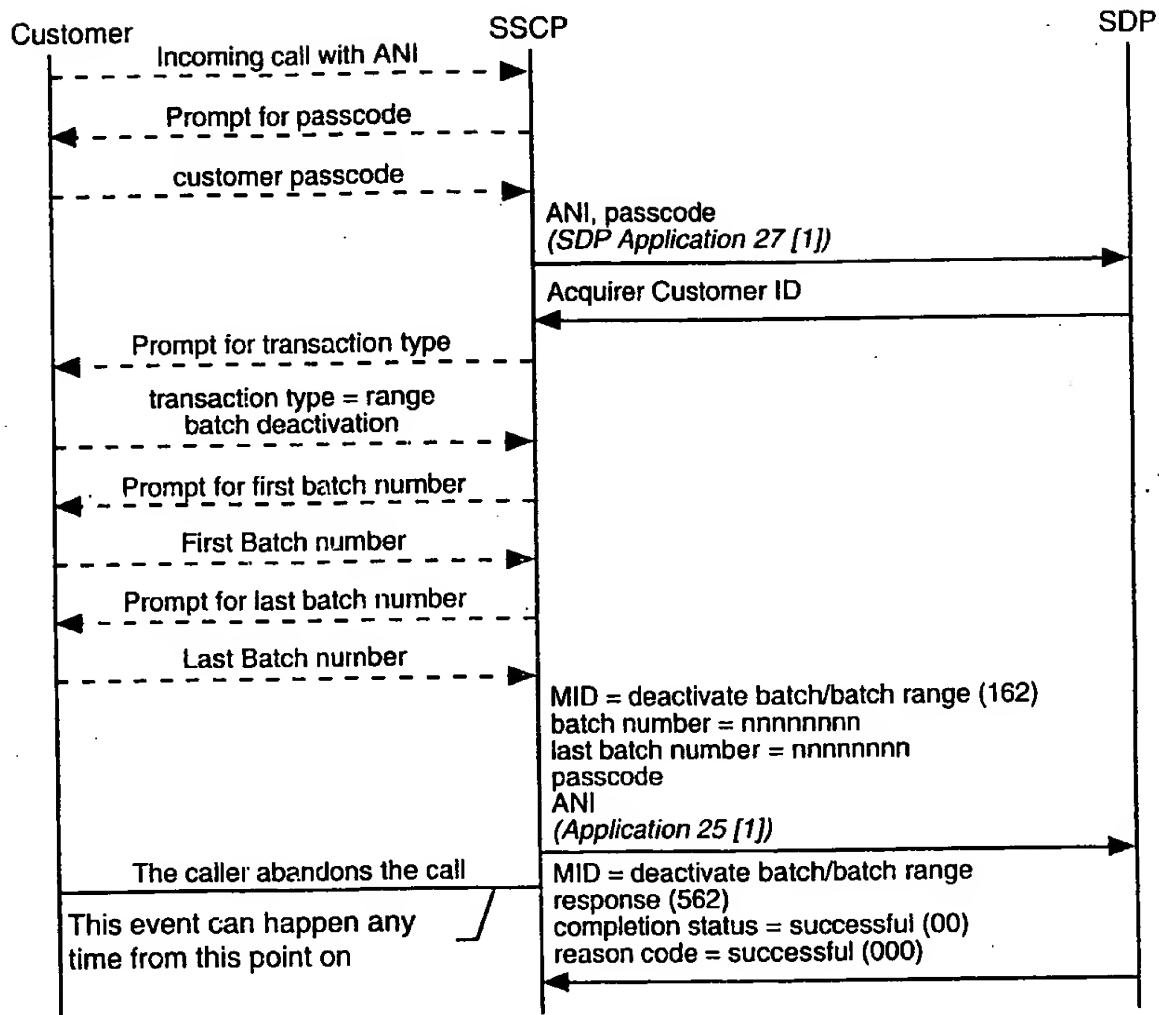 Customer
SSCP
SDP
Incoming call with ANI
Prompt for passcode
customer passcode
ANI, passcode
(SDP Application 27 [1])
Acquirer Customer ID
Prompt for transaction type
transaction type = range
batch deactivation
Prompt for first batch number
First Batch number
Prompt for last batch number
Last Batch number
MID = deactivate batch/batch range (162)
batch number = nnnnnnnnn
last batch number = nnnnnnnnn
passcode
ANI
(Application 25 [1])
The caller abandons the call
This event can happen any
time from this point on
MID = deactivate batch/batch range
response (562)
completion status = successful (00)
reason code = successful (000)